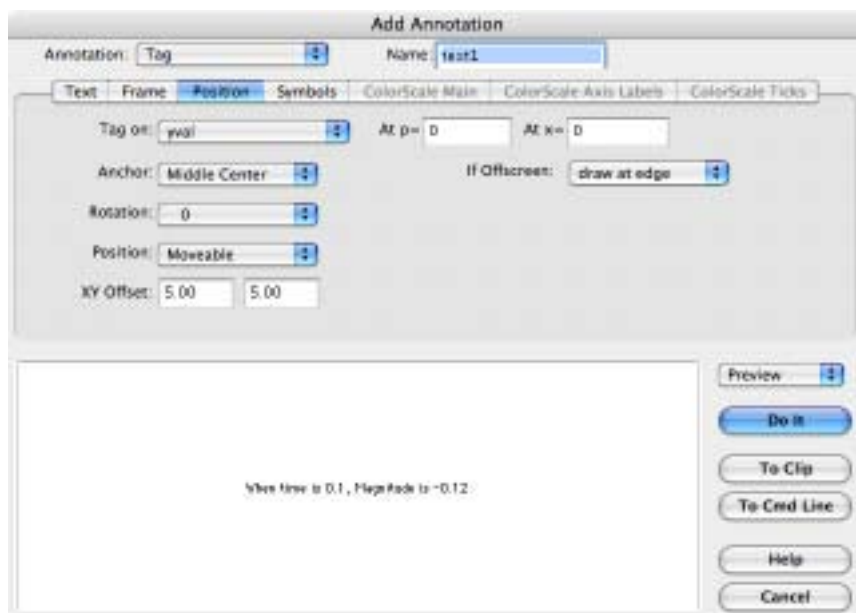 Add Annotation
Annotation: Tag Name: test1
Text Frame Position Symbols ColorScale Main ColorScale Axis Labels ColorScale Ticks
Tag on: yval At p= 0 At x= 0
Anchor: Middle Center If Offscreen: draw at edge
Rotation: 0
Position: Moveable
XY Offset: 5.00 5.00
Preview
Do It
When time is 0.1, Magnitude is -0.12
To Clip
To Cmd Line
Help
Cancel